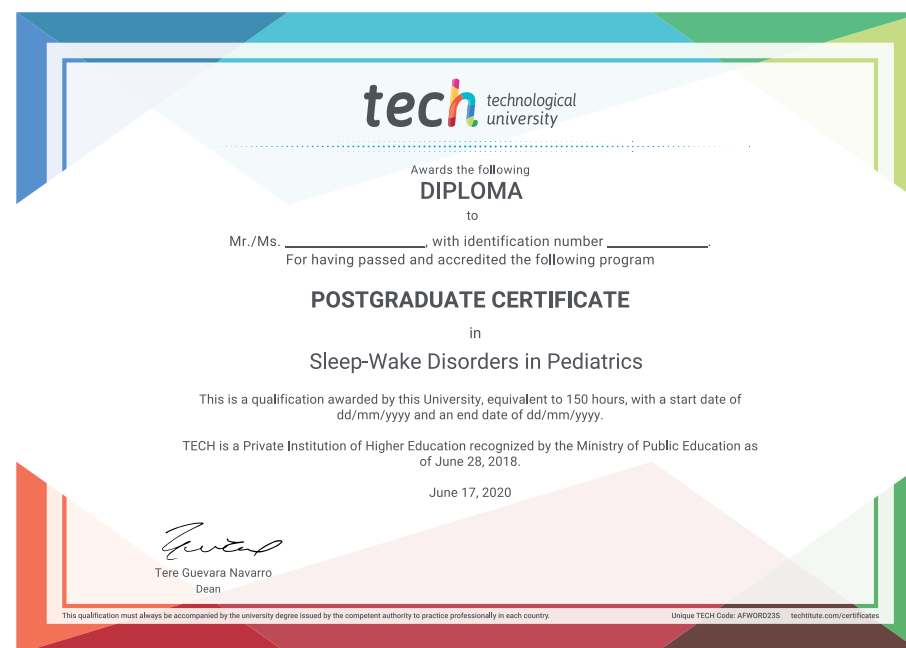 tech technological
university
Awards the following
DIPLOMA
to
Mr./Ms. ____________, with identification number ____________.
For having passed and accredited the following program
POSTGRADUATE CERTIFICATE
in
Sleep-Wake Disorders in Pediatrics
This is a qualification awarded by this University, equivalent to 150 hours, with a start date of
dd/mm/yyyy and an end date of dd/mm/yyyy.
TECH is a Private Institution of Higher Education recognized by the Ministry of Public Education as
of June 28, 2018.
June 17, 2020
Tere Guevara Navarro
Dean
This qualification must always be accompanied by the university degree issued by the competent authority to practice professionally in each country.
Unique TECH Code: AFWORD23S techtitute.com/certificates